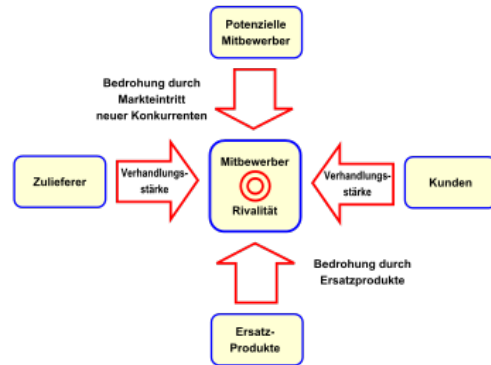 Potenzielle
Mitbewerber
Bedrohung durch
Markteintritt
neuer Konkurrenten
Zulieferer
Verhandlungs-
stärke
Mitbewerber
Rivalität
Verhandlungs-
stärke
Kunden
Bedrohung durch
Ersatzprodukte
Ersatz-
Produkte